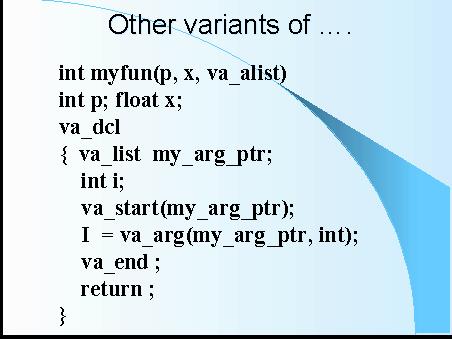 Other variants of ….
int myfun(p, x, va_alist)
int p; float x;
va_dcl
{ va_list my_arg_ptr;
int i;
va_start(my_arg_ptr);
I = va_arg(my_arg_ptr, int);
va_end ;
return ;
}